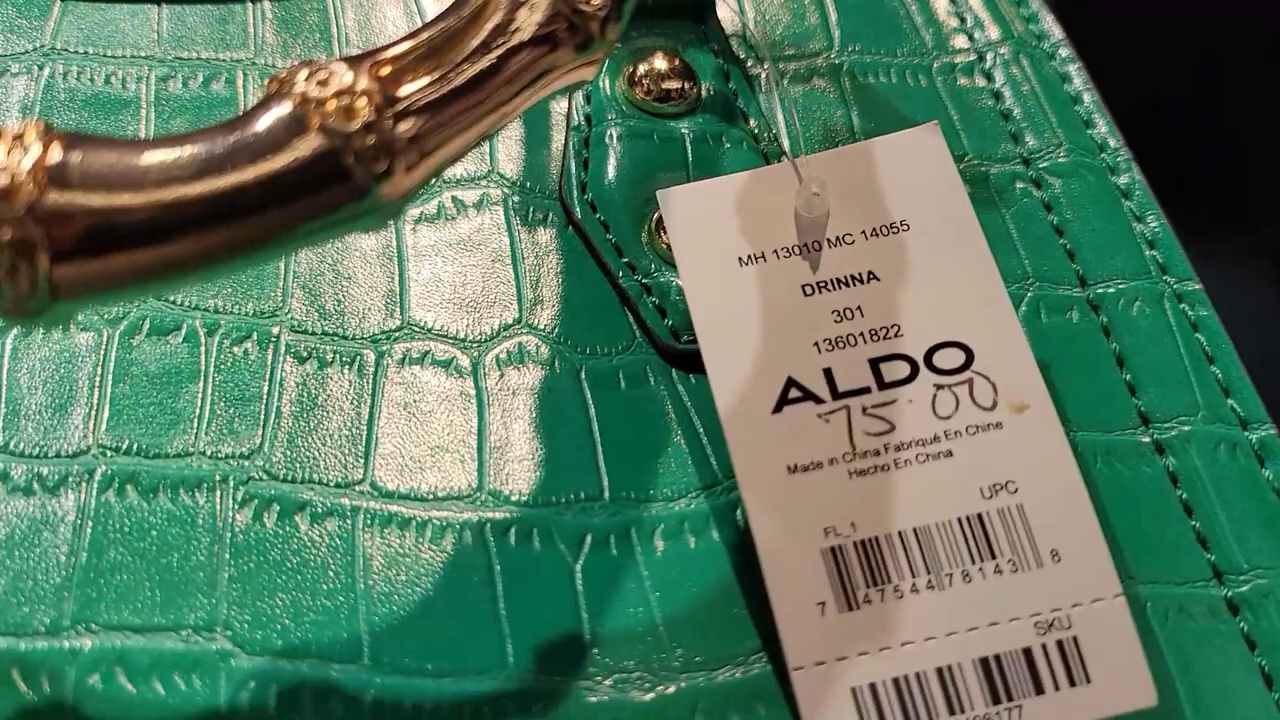 MH 13010 MC 14055
DRINNA
301
13601822
ALDO
75.00
Made in China Fabriqué En Chine
Hecho En China
UPC
FL_1
7 47544 78143 8
SKU